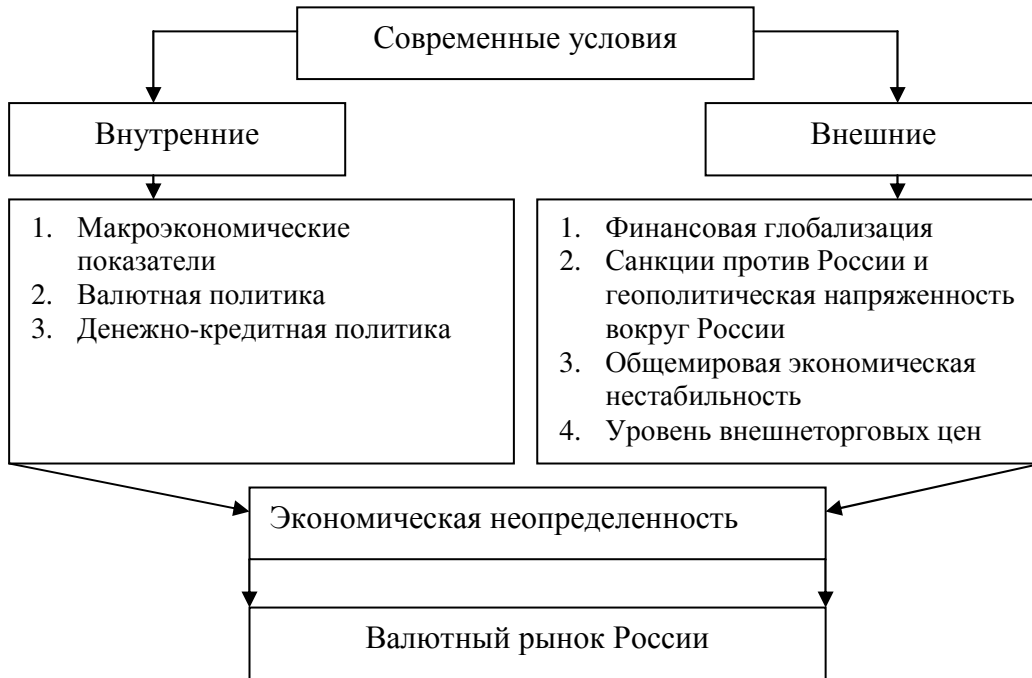 Современные условия
Внутренние
Внешние
1. Макроэкономические
показатели
2. Валютная политика
3. Денежно-кредитная политика
1. Финансовая глобализация
2. Санкции против России и
геополитическая напряженность
вокруг России
3. Общемировая экономическая
нестабильность
4. Уровень внешнеторговых цен
Экономическая неопределенность
Валютный рынок России